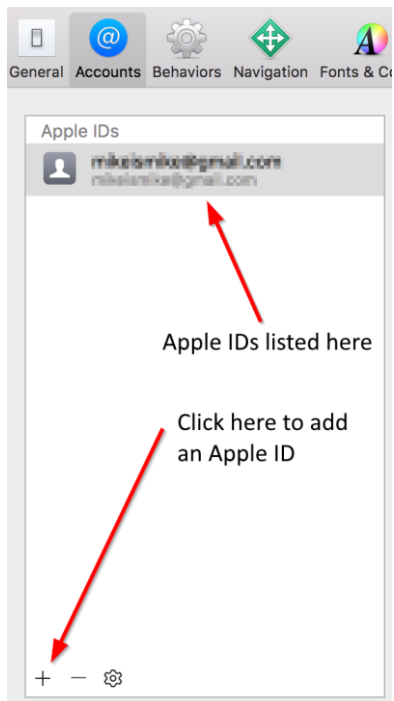 General Accounts Behaviors Navigation Fonts & Co
Apple IDs
Apple IDs listed here
Click here to add
an Apple ID